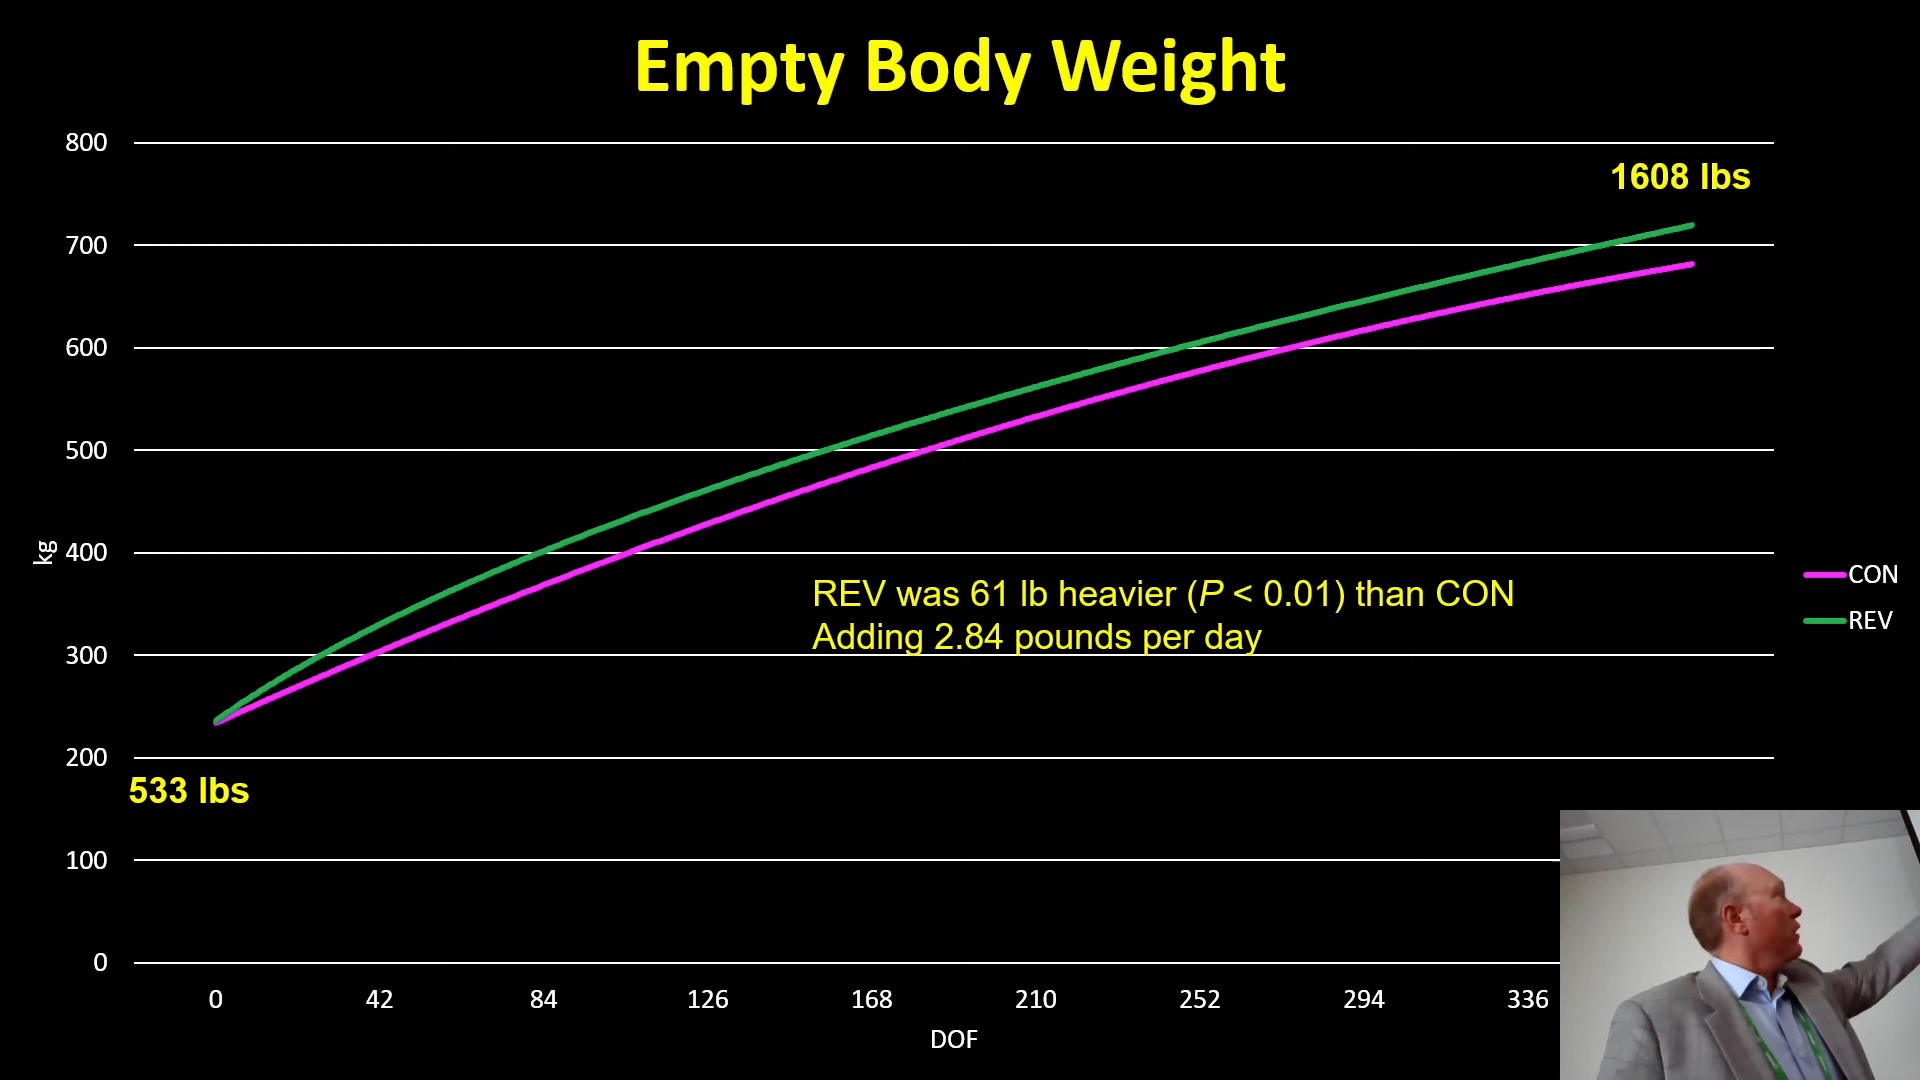 Empty Body Weight
800
1608 lbs
700
600
500
kg
400
CON
REV was 61 lb heavier (P < 0.01) than CON
REV
Adding 2.84 pounds per day
300
200
533 lbs
100
0
0 42 84 126 168 210 252 294 336
DOF